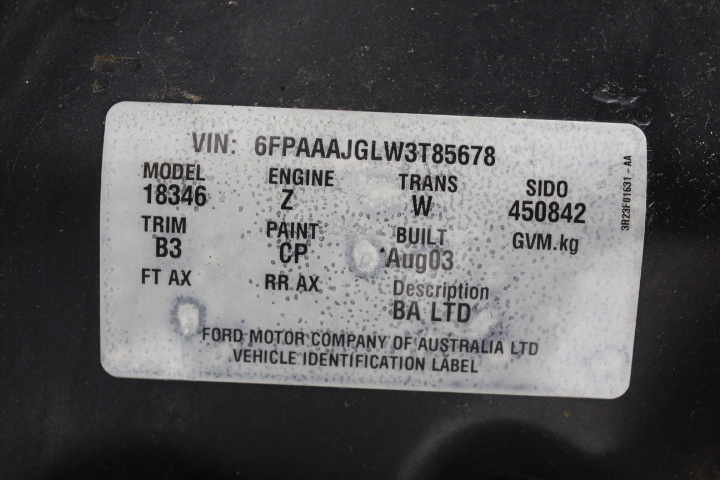 VIN: 6FPAAAJGLW3T85678
MODEL ENGINE TRANS SIDO
18346 Z W 450842
TRIM PAINT BUILT GVM.kg
B3 CP Aug03
FT AX RR AX Description
BA LTD
FORD MOTOR COMPANY OF AUSTRALIA LTD
VEHICLE IDENTIFICATION LABEL
3R23F01631 - AA